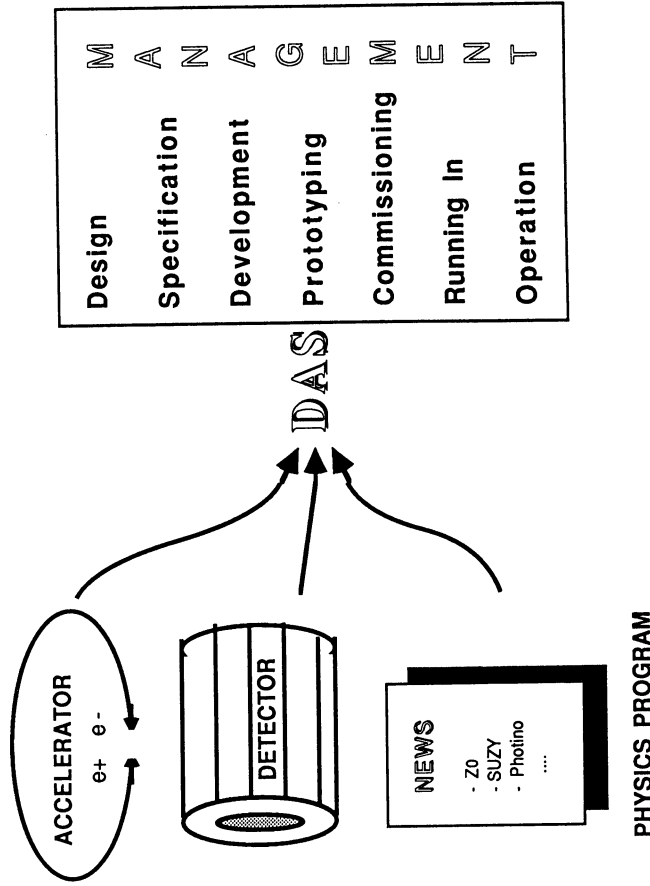 ACCELERATOR
e+ e-
DETECTOR
NEWS
- Z0
- SUZY
- Photino
....
PHYSICS PROGRAM
DAS
Design
Specification
Development
Prototyping
Commissioning
Running In
Operation
MANAGEMENT